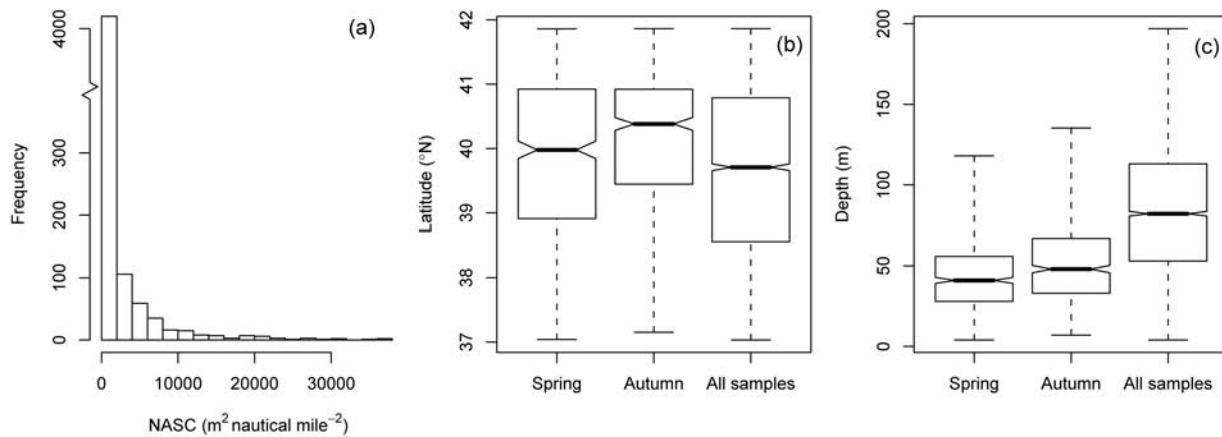 (a)
4000
300
200
100
0
Frequency
0 10000 20000 30000
NASC (m² nautical mile⁻²)
(b)
42
41
40
39
38
37
Latitude (°N)
Spring Autumn All samples
(c)
200
150
100
50
0
Depth (m)
Spring Autumn All samples